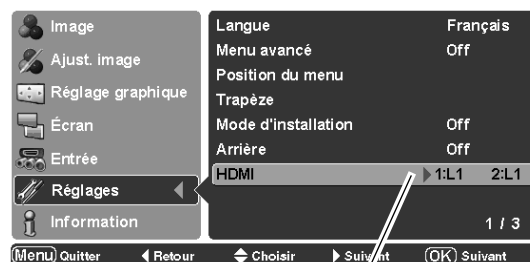 Image
Ajust. image
Réglage graphique
Écran
Entrée
Réglages
Information
Langue Français
Menu avancé Off
Position du menu
Trapèze
Mode d'installation Off
Arrière Off
HDMI 1:L1 2:L1
1 / 3
Menu Quitter Retour Choisir Suivant OK Suivant